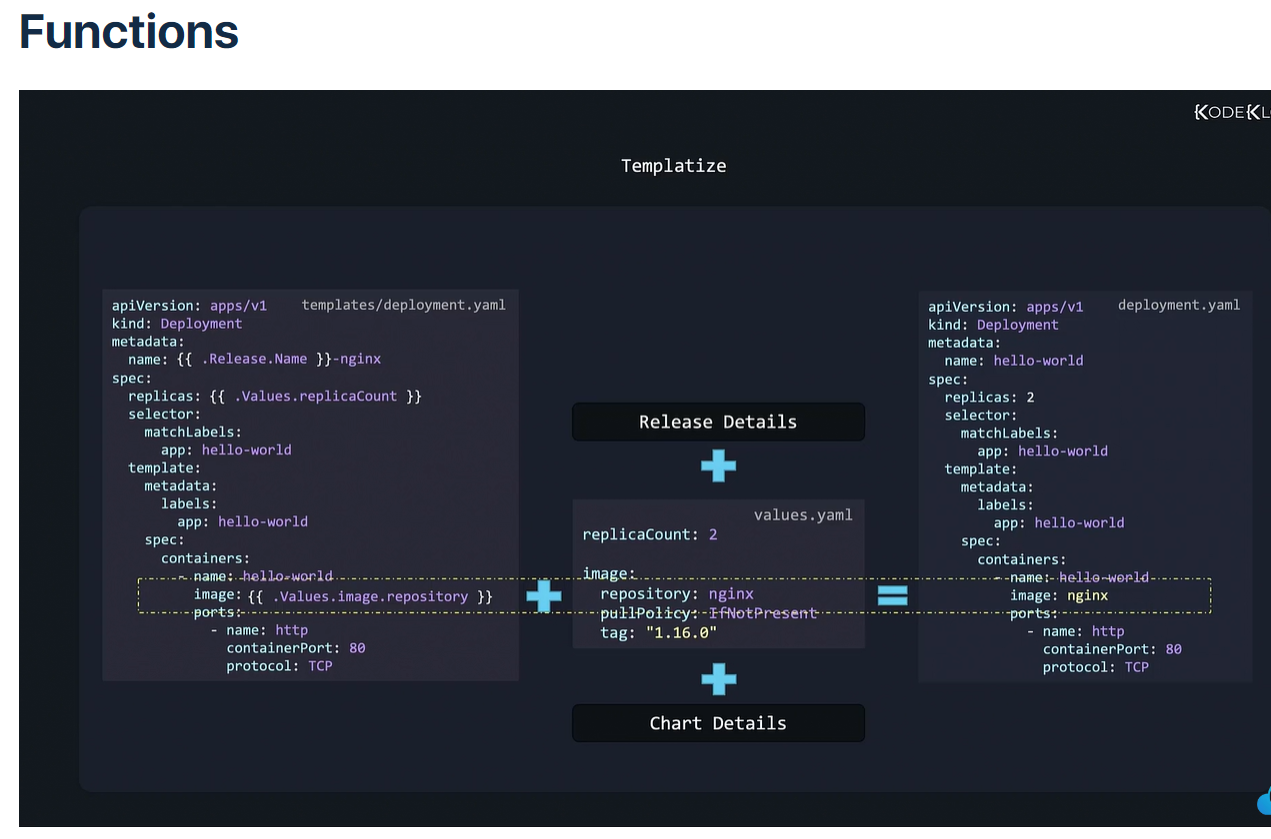 Functions
Templatize
apiVersion: apps/v1 templates/deployment.yaml
kind: Deployment
metadata:
  name: {{ .Release.Name }}-nginx
spec:
  replicas: {{ .Values.replicaCount }}
  selector:
    matchLabels:
      app: hello-world
  template:
    metadata:
      labels:
        app: hello-world
    spec:
      containers:
        - name: hello-world
          image: {{ .Values.image.repository }}
          ports:
            - name: http
              containerPort: 80
              protocol: TCP
Release Details
values.yaml
replicaCount: 2
image:
  repository: nginx
  pullPolicy: IfNotPresent
  tag: "1.16.0"
Chart Details
apiVersion: apps/v1 deployment.yaml
kind: Deployment
metadata:
  name: hello-world
spec:
  replicas: 2
  selector:
    matchLabels:
      app: hello-world
  template:
    metadata:
      labels:
        app: hello-world
    spec:
      containers:
        - name: hello-world
          image: nginx
          ports:
            - name: http
              containerPort: 80
              protocol: TCP